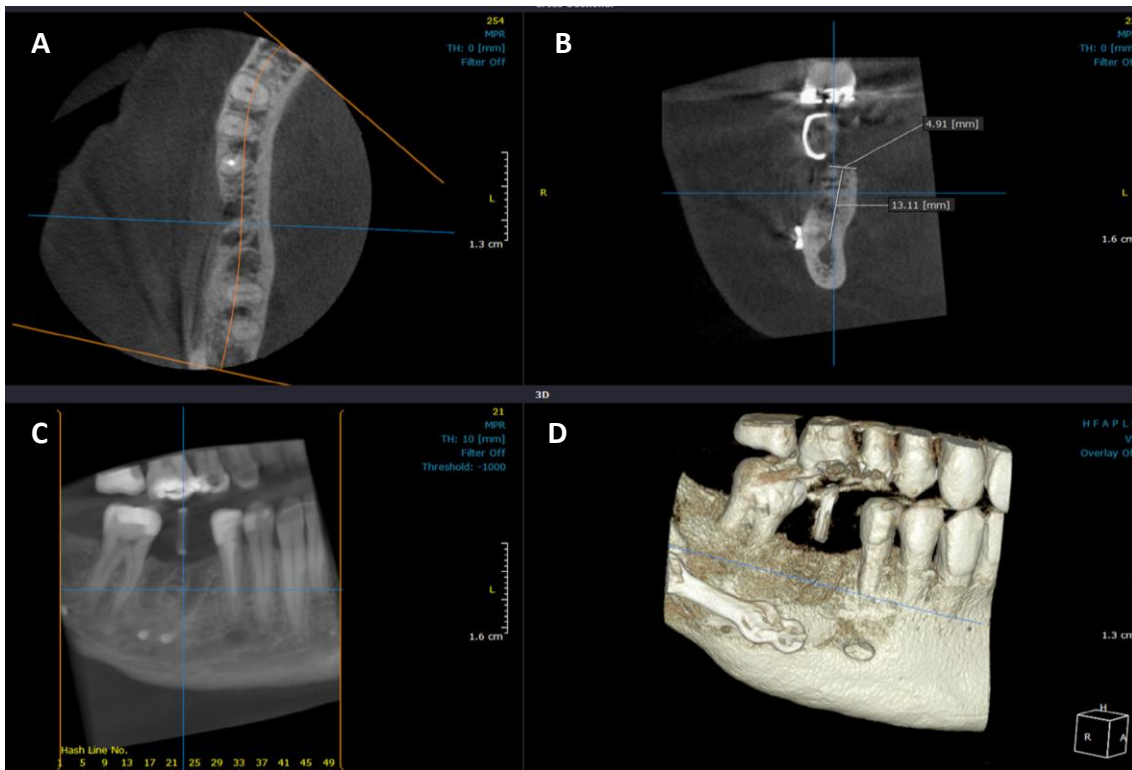 A
254
MPR
TH: 0 [mm]
Filter Off
L
1.3 cm
B
MPR
TH: 0 [mm]
Filter Of
4.91 [mm]
R
13.11 [mm]
L
1.6 cm
3D
C
21
MPR
TH: 10 [mm]
Filter Off
Threshold: -1000
L
1.6 cm
Hash Line No.
1 5 9 13 17 21 25 29 33 37 41 45 49
D
H F A P L
V
Overlay Of
1.3 cm
H
R A